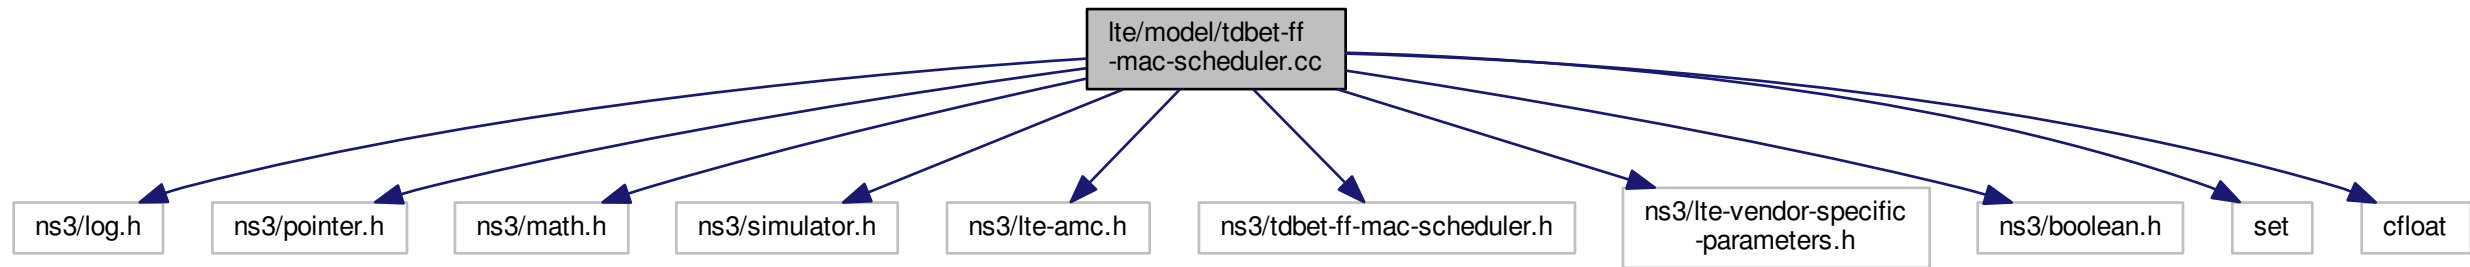 lte/model/tdbet-ff
-mac-scheduler.cc
ns3/log.h
ns3/pointer.h
ns3/math.h
ns3/simulator.h
ns3/lte-amc.h
ns3/tdbet-ff-mac-scheduler.h
ns3/lte-vendor-specific
-parameters.h
ns3/boolean.h
set
cfloat